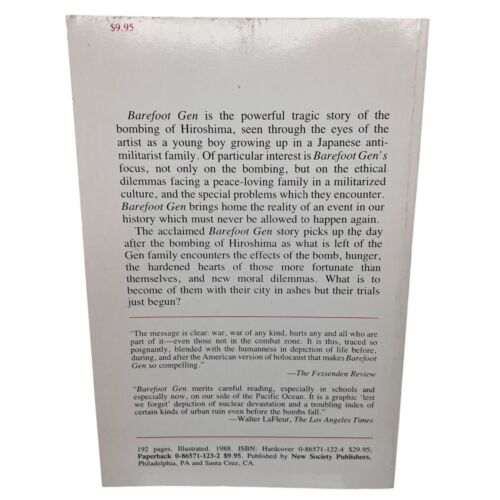 $9.95
Barefoot Gen is the powerful tragic story of the
bombing of Hiroshima, seen through the eyes of the
artist as a young boy growing up in a Japanese anti-
militarist family. Of particular interest is Barefoot Gen's
focus, not only on the bombing, but on the ethical
dilemmas facing a peace-loving family in a militarized
culture, and the special problems which they encounter.
Barefoot Gen brings home the reality of an event in our
history which must never be allowed to happen again.
The acclaimed Barefoot Gen story picks up the day
after the bombing of Hiroshima as what is left of the
Gen family encounters the effects of the bomb, hunger,
the hardened hearts of those more fortunate than
themselves, and new moral dilemmas. What is to
become of them with their city in ashes but their trials
just begun?
"The message is clear: war, war of any kind, hurts any and all who are
part of it—even those not in the combat zone. It is this, traced so
poignantly, blended with the humanness in depiction of life before,
during, and after the American version of holocaust that makes Barefoot
Gen so compelling."
—The Fessenden Review
"Barefoot Gen merits careful reading, especially in schools and
especially now, on our side of the Pacific Ocean. It is a graphic 'lest
we forget' depiction of nuclear devastation and a troubling index of
certain kinds of urban ruin even before the bombs fall."
—Walter LaFleur, The Los Angeles Times
192 pages. Illustrated. 1988. ISBN: Hardcover 0-86571-122-4 $29.95;
Paperback 0-86571-123-2 $9.95. Published by New Society Publishers,
Philadelphia, PA and Santa Cruz, CA.